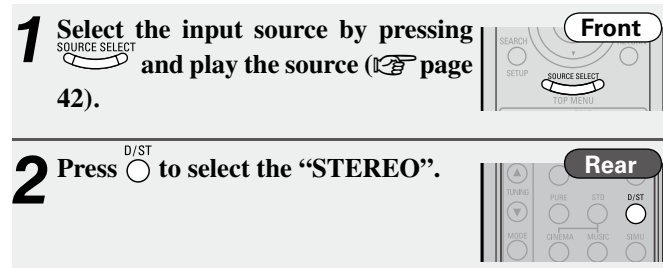 1 Select the input source by pressing
SOURCE SELECT
and play the source (☞ page
42).
Front
SEARCH
SETUP
SOURCE SELECT
TOP MENU
2 Press D/ST to select the “STEREO”.
Rear
TUNING
PURE STD D/ST
MODE CINEMA MUSIC SIMU